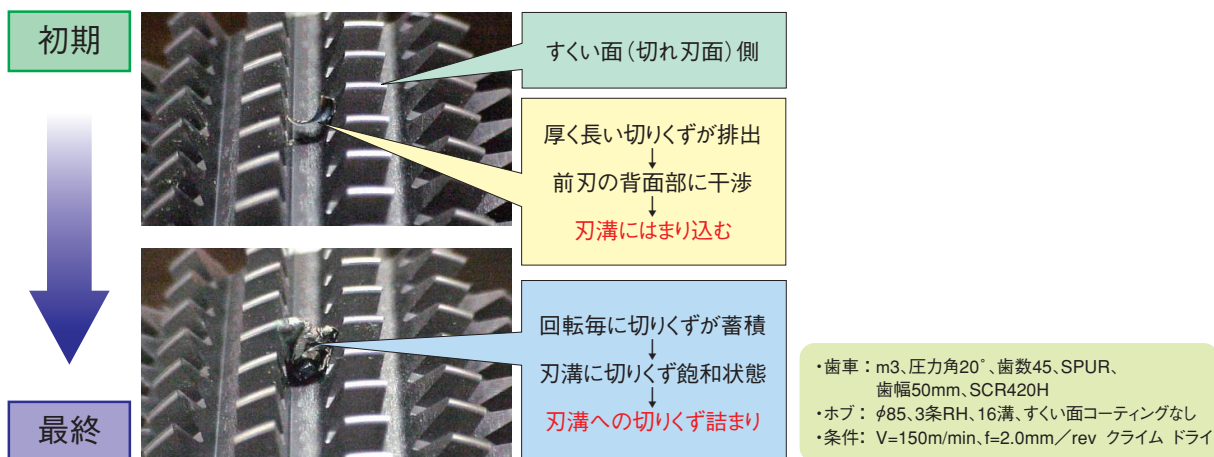 初期
すくい面(切れ刃面)側
厚く長い切りくずが排出
↓
前刃の背面部に干渉
↓
刃溝にはまり込む
回転毎に切りくずが蓄積
↓
刃溝に切りくず飽和状態
↓
刃溝への切りくず詰まり
最終
・歯車：m3、圧力角20°、歯数45、SPUR、
歯幅50mm、SCR420H
・ホブ：φ85、3条RH、16溝、すくい面コーティングなし
・条件：V=150m/min、f=2.0mm／rev クライム ドライ